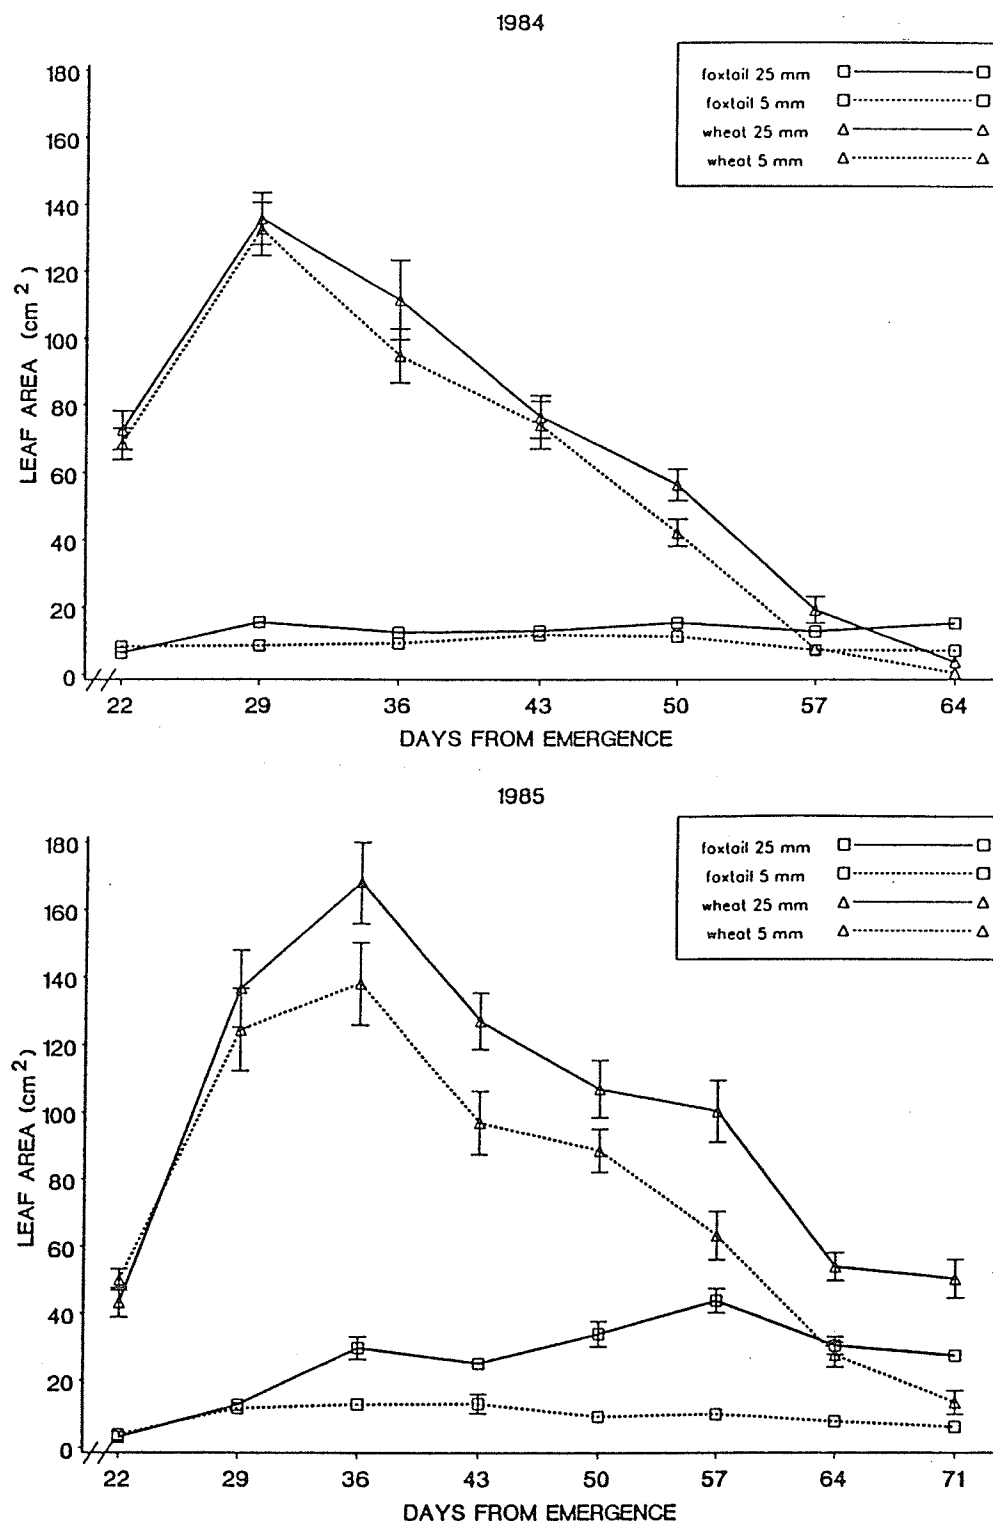 1984
foxtail 25 mm
foxtail 5 mm
wheat 25 mm
wheat 5 mm
180
160
140
120
100
80
60
40
20
0
LEAF AREA (cm 2 )
22 29 36 43 50 57 64
DAYS FROM EMERGENCE
1985
foxtail 25 mm
foxtail 5 mm
wheat 25 mm
wheat 5 mm
180
160
140
120
100
80
60
40
20
0
LEAF AREA (cm2)
22 29 36 43 50 57 64 71
DAYS FROM EMERGENCE